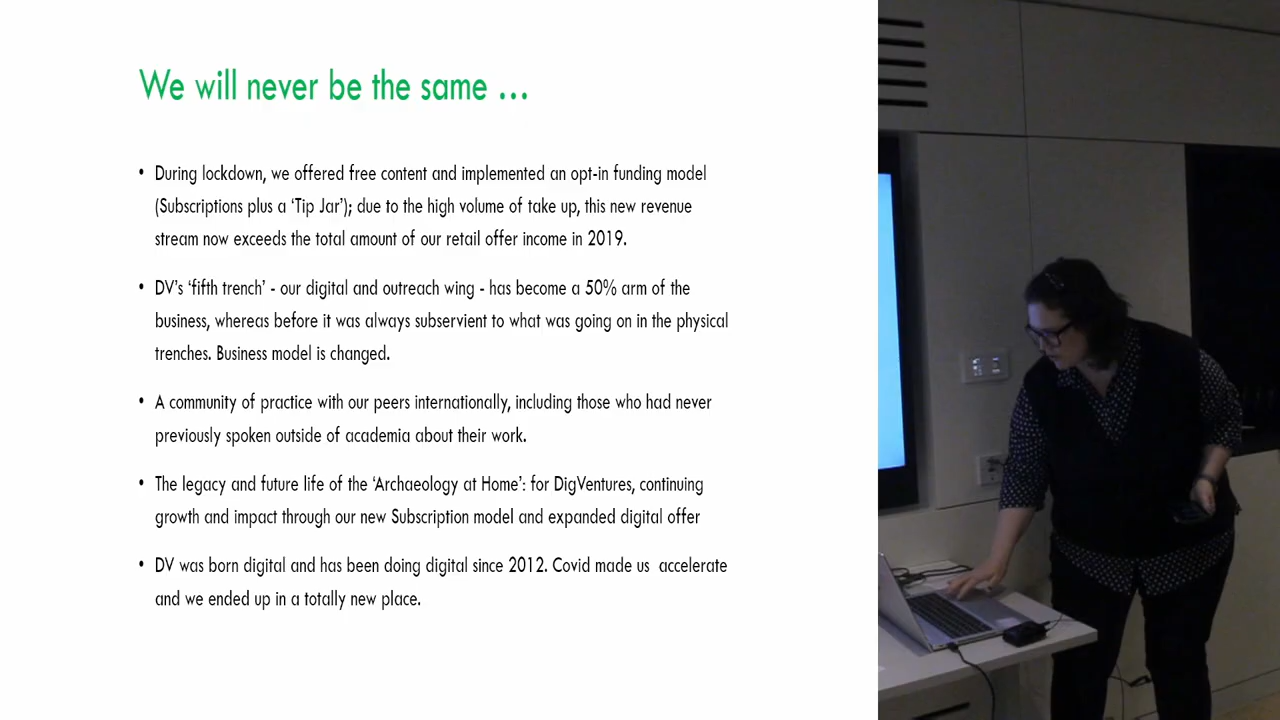 We will never be the same ...
• During lockdown, we offered free content and implemented an opt-in funding model
(Subscriptions plus a ‘Tip Jar’); due to the high volume of take up, this new revenue
stream now exceeds the total amount of our retail offer income in 2019.
• DV’s ‘fifth trench’ - our digital and outreach wing - has become a 50% arm of the
business, whereas before it was always subservient to what was going on in the physical
trenches. Business model is changed.
• A community of practice with our peers internationally, including those who had never
previously spoken outside of academia about their work.
• The legacy and future life of the ‘Archaeology at Home’: for DigVentures, continuing
growth and impact through our new Subscription model and expanded digital offer
• DV was born digital and has been doing digital since 2012. Covid made us  accelerate
and we ended up in a totally new place.